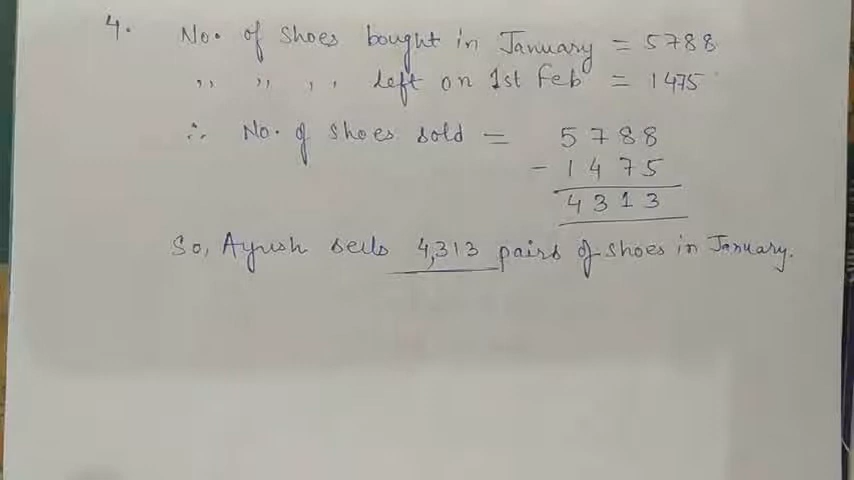 4. No. of shoes bought in January = 5788
,, ,, ,, left on 1st Feb = 1475
∴ No. of shoes sold = 5788
- 1475
4313
So, Ayush sells 4,313 pairs of shoes in January.